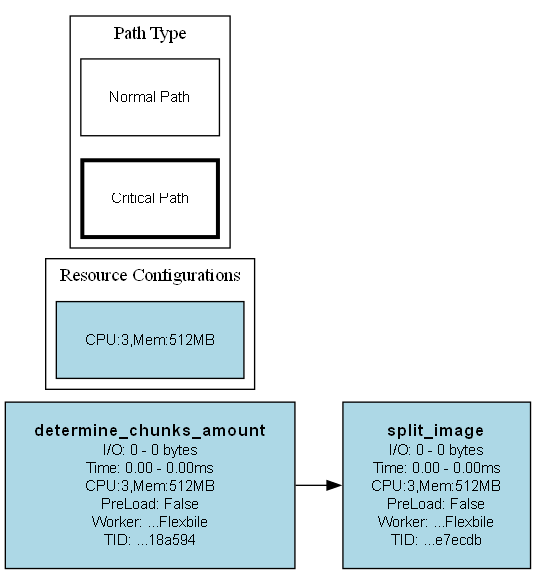 Path Type
Normal Path
Critical Path
Resource Configurations
CPU:3,Mem:512MB
determine_chunks_amount
I/O: 0 - 0 bytes
Time: 0.00 - 0.00ms
CPU:3,Mem:512MB
PreLoad: False
Worker: ...Flexbile
TID: ...18a594
split_image
I/O: 0 - 0 bytes
Time: 0.00 - 0.00ms
CPU:3,Mem:512MB
PreLoad: False
Worker: ...Flexbile
TID: ...e7ecdb